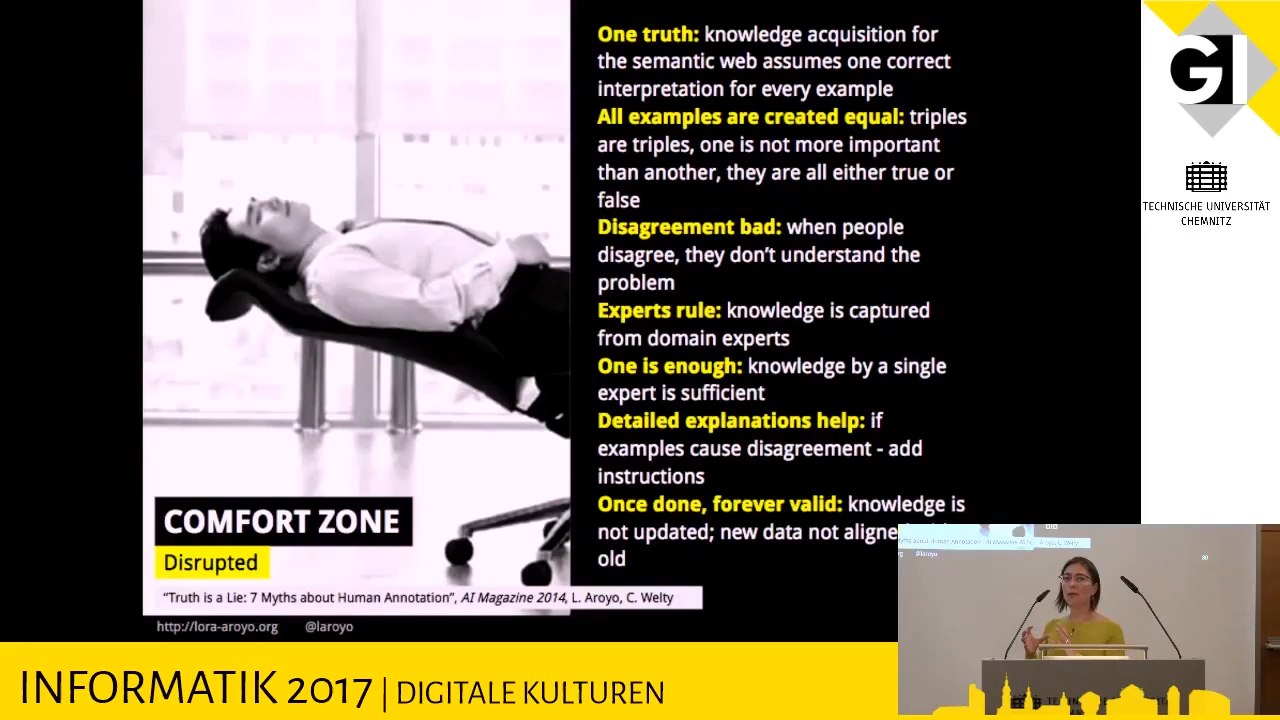 One truth: knowledge acquisition for
the semantic web assumes one correct
interpretation for every example
All examples are created equal: triples
are triples, one is not more important
than another, they are all either true or
false
Disagreement bad: when people
disagree, they don’t understand the
problem
Experts rule: knowledge is captured
from domain experts
One is enough: knowledge by a single
expert is sufficient
Detailed explanations help: if
examples cause disagreement - add
instructions
Once done, forever valid: knowledge is
not updated; new data not aligne
old
COMFORT ZONE
Disrupted
“Truth is a Lie: 7 Myths about Human Annotation”, AI Magazine 2014, L. Aroyo, C. Welty
http://lora-aroyo.org @laroyo
GI
TECHNISCHE UNIVERSITÄT
CHEMNITZ
old
@laroyo
80
INFORMATIK 2017 | DIGITALE KULTUREN